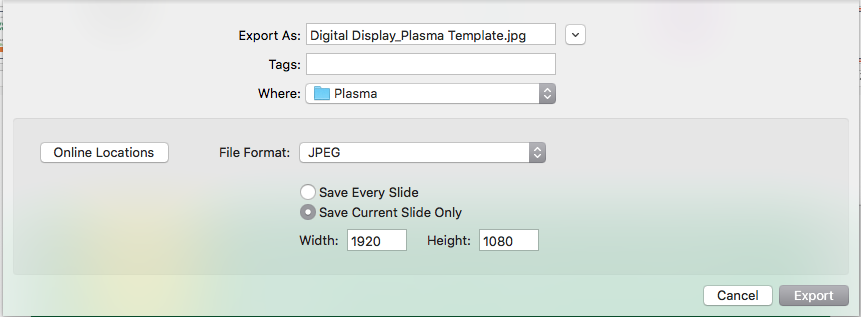 Export As: Digital Display_Plasma Template.jpg
Tags:
Where: Plasma
Online Locations File Format: JPEG
Save Every Slide
Save Current Slide Only
Width: 1920 Height: 1080
Cancel Export